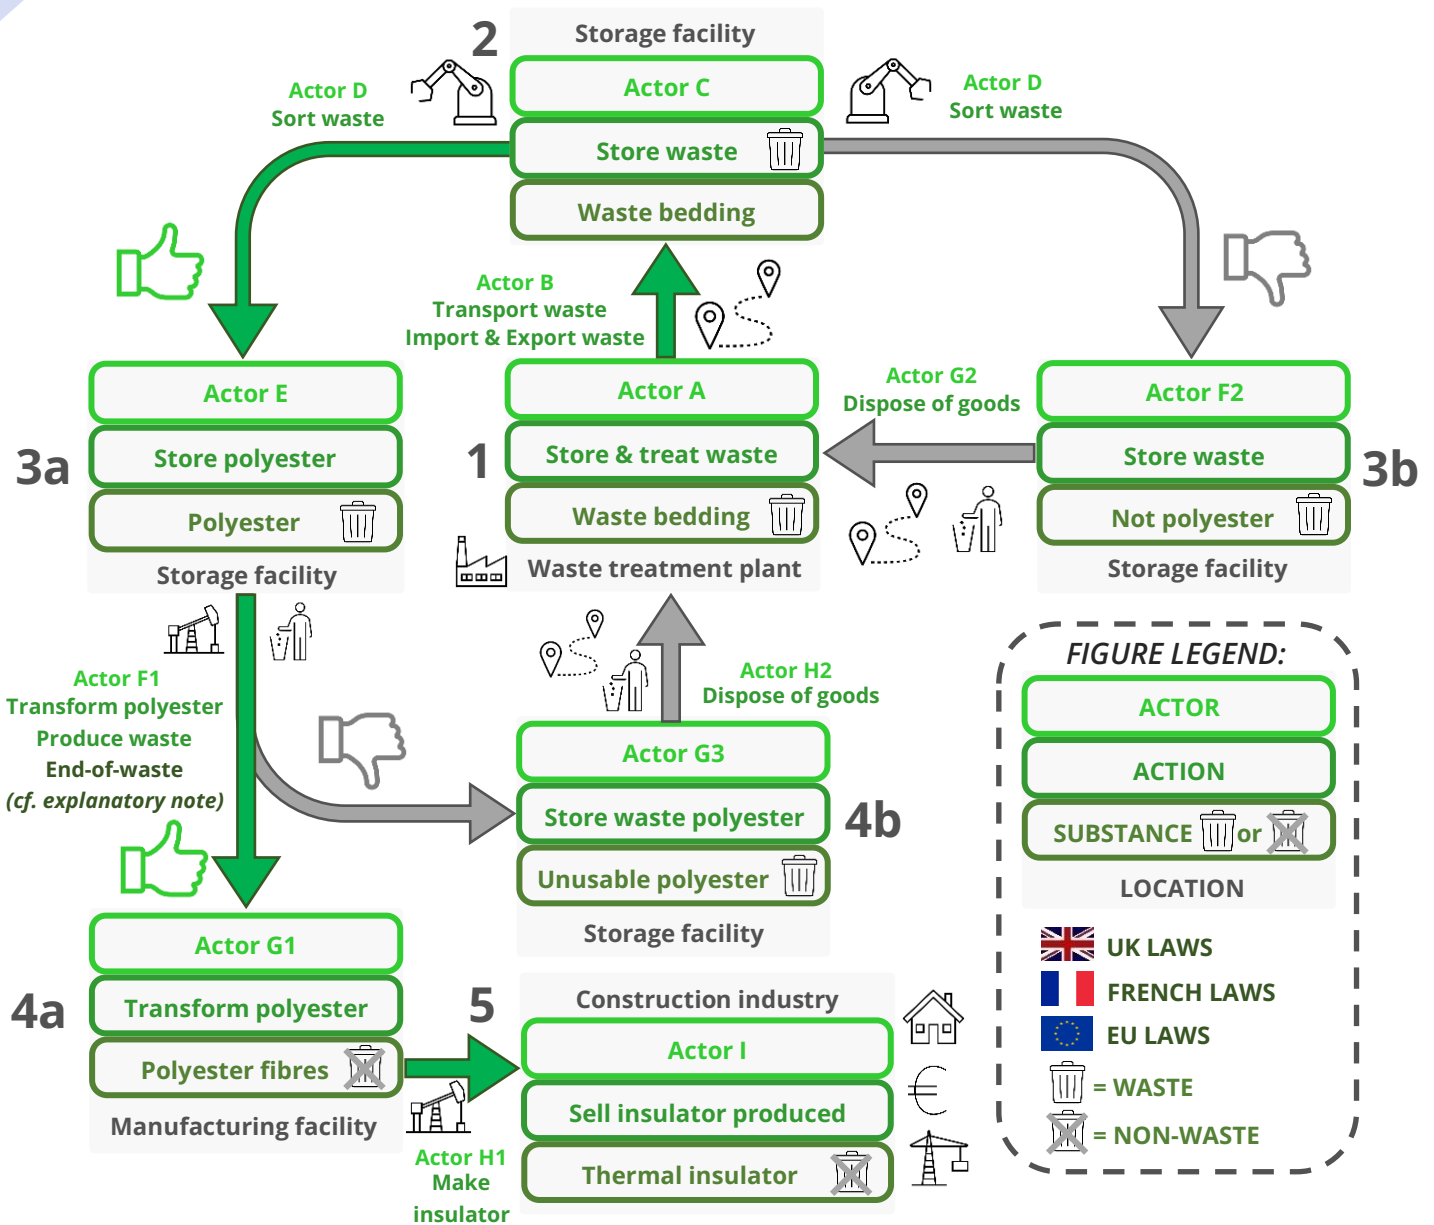 2
Storage facility
Actor C
Store waste
Waste bedding
Actor D
Sort waste
Actor D
Sort waste
Actor B
Transport waste
Import & Export waste
3a
Actor E
Store polyester
Polyester
Storage facility
1
Actor A
Store & treat waste
Waste bedding
Waste treatment plant
Actor G2
Dispose of goods
Actor F2
Store waste
Not polyester
Storage facility
3b
Actor F1
Transform polyester
Produce waste
End-of-waste
(cf. explanatory note)
Actor H2
Dispose of goods
Actor G3
Store waste polyester
Unusable polyester
Storage facility
4b
4a
Actor G1
Transform polyester
Polyester fibres
Manufacturing facility
Actor H1
Make
insulator
5
Construction industry
Actor I
Sell insulator produced
Thermal insulator
FIGURE LEGEND:
ACTOR
ACTION
SUBSTANCE or
LOCATION
UK LAWS
FRENCH LAWS
EU LAWS
= WASTE
= NON-WASTE